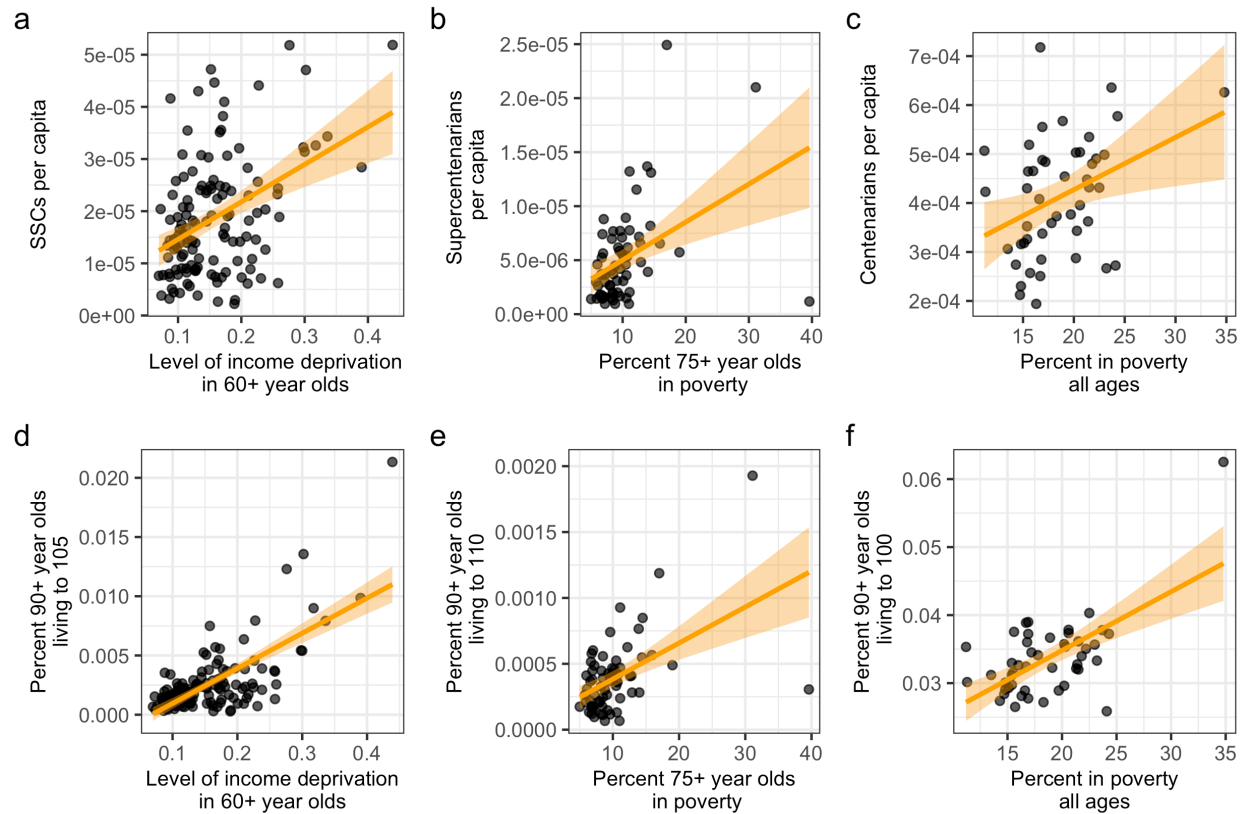 a
SSCs per capita
5e-05
4e-05
3e-05
2e-05
1e-05
0e+00
0.1 0.2 0.3 0.4
Level of income deprivation
in 60+ year olds
b
Supercentenarians
per capita
2.5e-05
2.0e-05
1.5e-05
1.0e-05
5.0e-06
0.0e+00
10 20 30 40
Percent 75+ year olds
in poverty
c
Centenarians per capita
7e-04
6e-04
5e-04
4e-04
3e-04
2e-04
15 20 25 30 35
Percent in poverty
all ages
d
Percent 90+ year olds
living to 105
0.020
0.015
0.010
0.005
0.000
0.1 0.2 0.3 0.4
Level of income deprivation
in 60+ year olds
e
Percent 90+ year olds
living to 110
0.0020
0.0015
0.0010
0.0005
0.0000
10 20 30 40
Percent 75+ year olds
in poverty
f
Percent 90+ year olds
living to 100
0.06
0.05
0.04
0.03
15 20 25 30 35
Percent in poverty
all ages